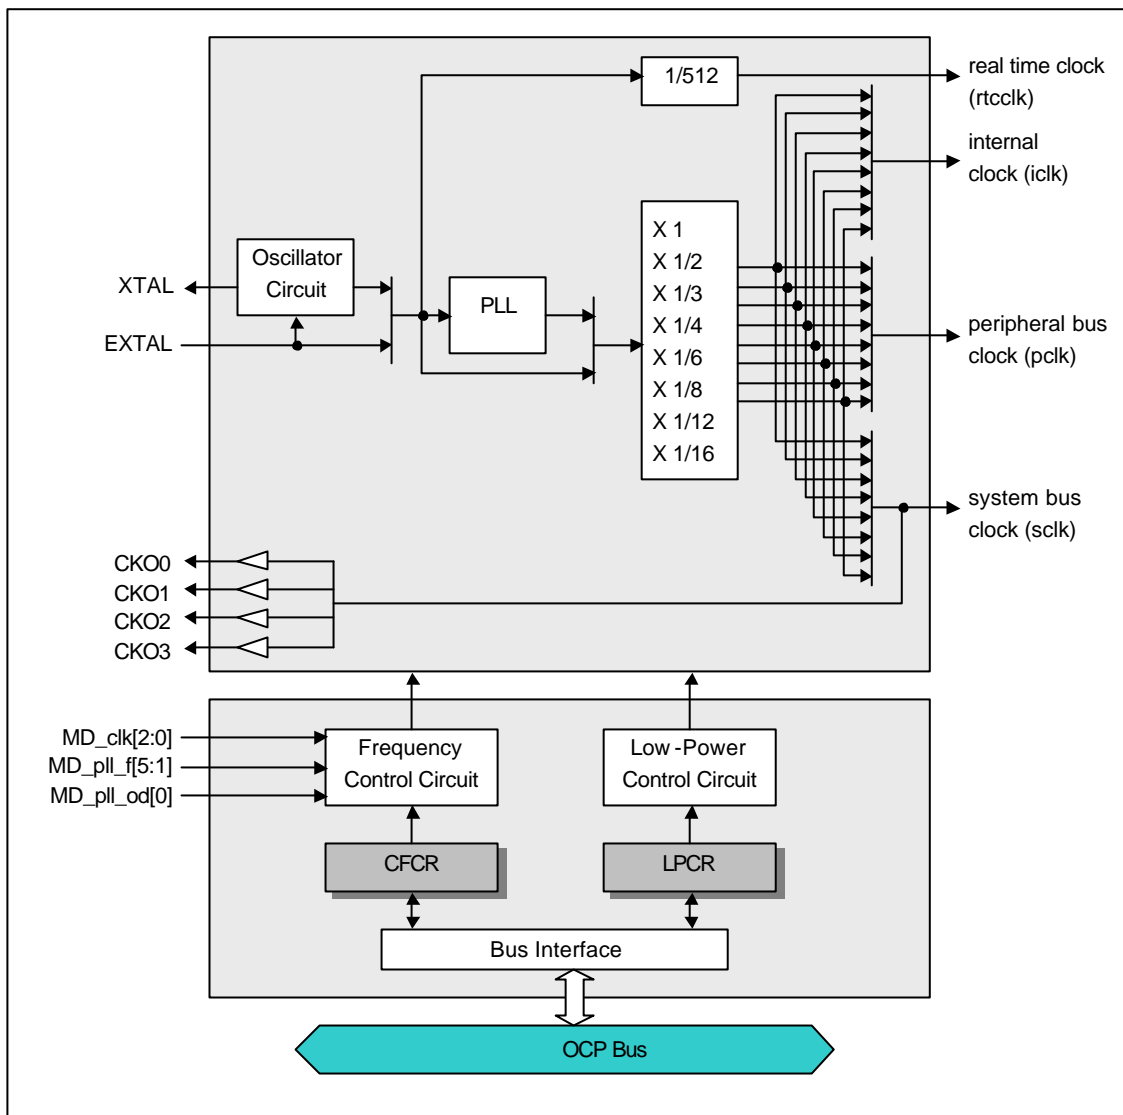 1/512
real time clock
(rtcclk)
internal
clock (iclk)
X 1
X 1/2
X 1/3
X 1/4
X 1/6
X 1/8
X 1/12
X 1/16
Oscillator
Circuit
XTAL
EXTAL
PLL
peripheral bus
clock (pclk)
system bus
clock (sclk)
CKO0
CKO1
CKO2
CKO3
MD_clk[2:0]
MD_pll_f[5:1]
MD_pll_od[0]
Frequency
Control Circuit
Low-Power
Control Circuit
CFCR
LPCR
Bus Interface
OCP Bus